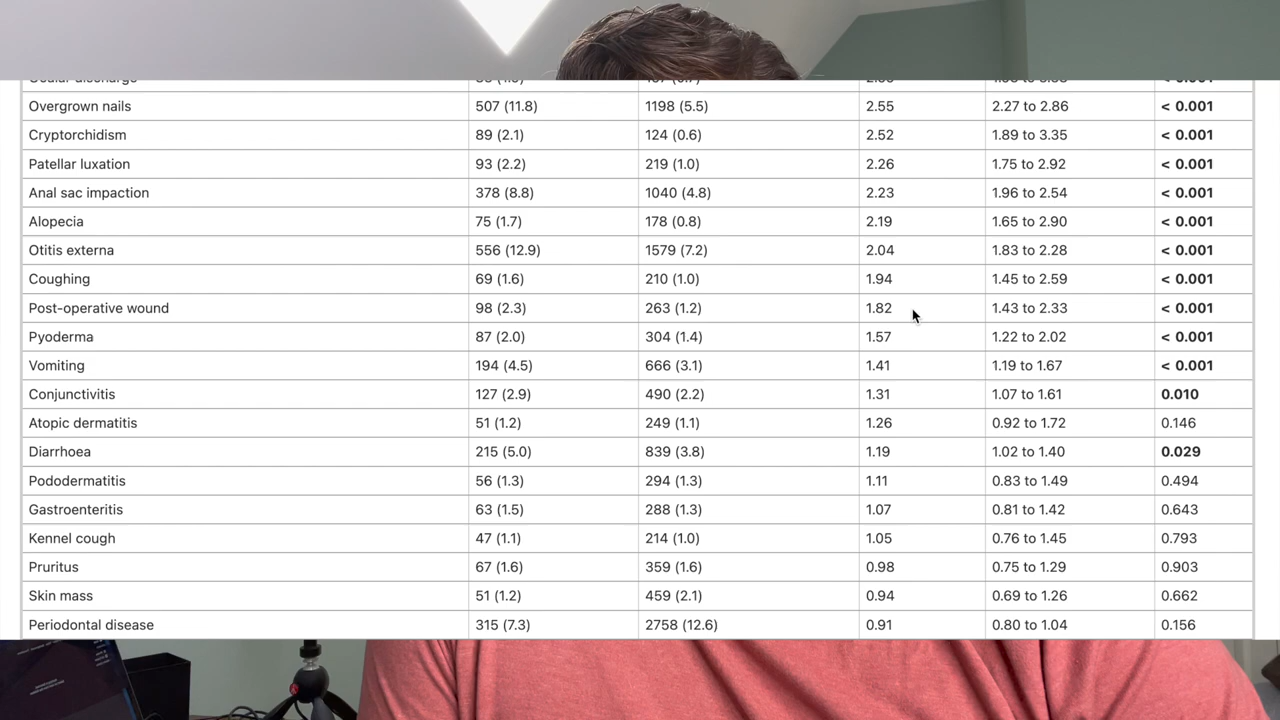 Overgrown nails 507 (11.8) 1198 (5.5) 2.55 2.27 to 2.86 < 0.001
Cryptorchidism 89 (2.1) 124 (0.6) 2.52 1.89 to 3.35 < 0.001
Patellar luxation 93 (2.2) 219 (1.0) 2.26 1.75 to 2.92 < 0.001
Anal sac impaction 378 (8.8) 1040 (4.8) 2.23 1.96 to 2.54 < 0.001
Alopecia 75 (1.7) 178 (0.8) 2.19 1.65 to 2.90 < 0.001
Otitis externa 556 (12.9) 1579 (7.2) 2.04 1.83 to 2.28 < 0.001
Coughing 69 (1.6) 210 (1.0) 1.94 1.45 to 2.59 < 0.001
Post-operative wound 98 (2.3) 263 (1.2) 1.82 1.43 to 2.33 < 0.001
Pyoderma 87 (2.0) 304 (1.4) 1.57 1.22 to 2.02 < 0.001
Vomiting 194 (4.5) 666 (3.1) 1.41 1.19 to 1.67 < 0.001
Conjunctivitis 127 (2.9) 490 (2.2) 1.31 1.07 to 1.61 0.010
Atopic dermatitis 51 (1.2) 249 (1.1) 1.26 0.92 to 1.72 0.146
Diarrhoea 215 (5.0) 839 (3.8) 1.19 1.02 to 1.40 0.029
Pododermatitis 56 (1.3) 294 (1.3) 1.11 0.83 to 1.49 0.494
Gastroenteritis 63 (1.5) 288 (1.3) 1.07 0.81 to 1.42 0.643
Kennel cough 47 (1.1) 214 (1.0) 1.05 0.76 to 1.45 0.793
Pruritus 67 (1.6) 359 (1.6) 0.98 0.75 to 1.29 0.903
Skin mass 51 (1.2) 459 (2.1) 0.94 0.69 to 1.26 0.662
Periodontal disease 315 (7.3) 2758 (12.6) 0.91 0.80 to 1.04 0.156